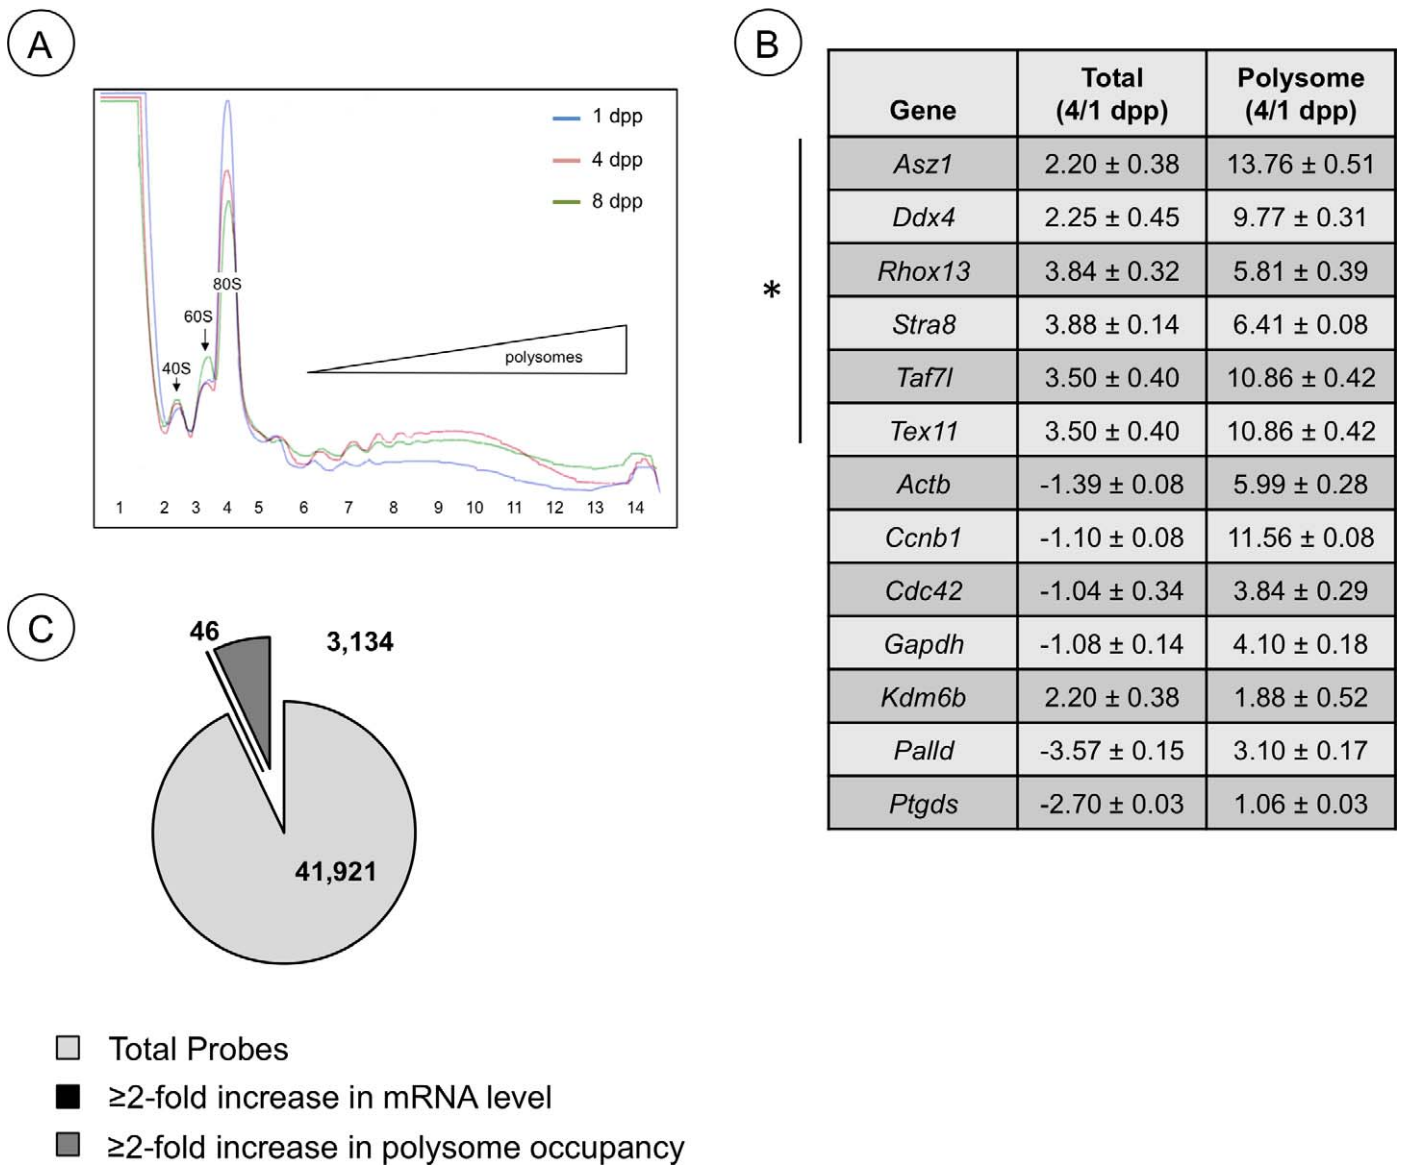 A
1 dpp
4 dpp
8 dpp
80S
60S
40S
polysomes
1 2 3 4 5 6 7 8 9 10 11 12 13 14
B
Gene Total (4/1 dpp) Polysome (4/1 dpp)
*
Asz1 2.20 ± 0.38 13.76 ± 0.51
Ddx4 2.25 ± 0.45 9.77 ± 0.31
Rhox13 3.84 ± 0.32 5.81 ± 0.39
Stra8 3.88 ± 0.14 6.41 ± 0.08
Taf7l 3.50 ± 0.40 10.86 ± 0.42
Tex11 3.50 ± 0.40 10.86 ± 0.42
Actb -1.39 ± 0.08 5.99 ± 0.28
Ccnb1 -1.10 ± 0.08 11.56 ± 0.08
Cdc42 -1.04 ± 0.34 3.84 ± 0.29
Gapdh -1.08 ± 0.14 4.10 ± 0.18
Kdm6b 2.20 ± 0.38 1.88 ± 0.52
Palld -3.57 ± 0.15 3.10 ± 0.17
Ptgds -2.70 ± 0.03 1.06 ± 0.03
C
46
3,134
41,921
Total Probes
≥2-fold increase in mRNA level
≥2-fold increase in polysome occupancy